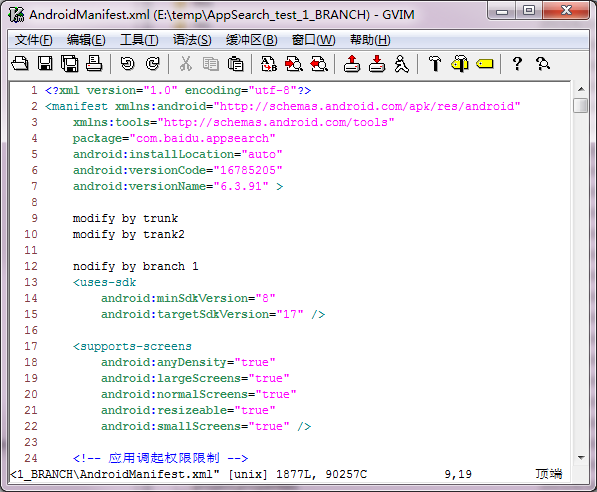 AndroidManifest.xml (E:\temp\AppSearch_test_1_BRANCH) - GVIM
文件(F) 编辑(E) 工具(T) 语法(S) 缓冲区(B) 窗口(W) 帮助(H)
1 <?xml version="1.0" encoding="utf-8"?>
2 <manifest xmlns:android="http://schemas.android.com/apk/res/android"
3 xmlns:tools="http://schemas.android.com/tools"
4 package="com.baidu.appsearch"
5 android:installLocation="auto"
6 android:versionCode="16785205"
7 android:versionName="6.3.91" >
8
9 modify by trunk
10 modify by trank2
11
12 nodify by branch 1
13 <uses-sdk
14 android:minSdkVersion="8"
15 android:targetSdkVersion="17" />
16
17 <supports-screens
18 android:anyDensity="true"
19 android:largeScreens="true"
20 android:normalScreens="true"
21 android:resizeable="true"
22 android:smallScreens="true" />
23
24 <!-- 应用调起权限限制 -->
<1_BRANCH\AndroidManifest.xml" [unix] 1877L, 90257C 9,19 顶端